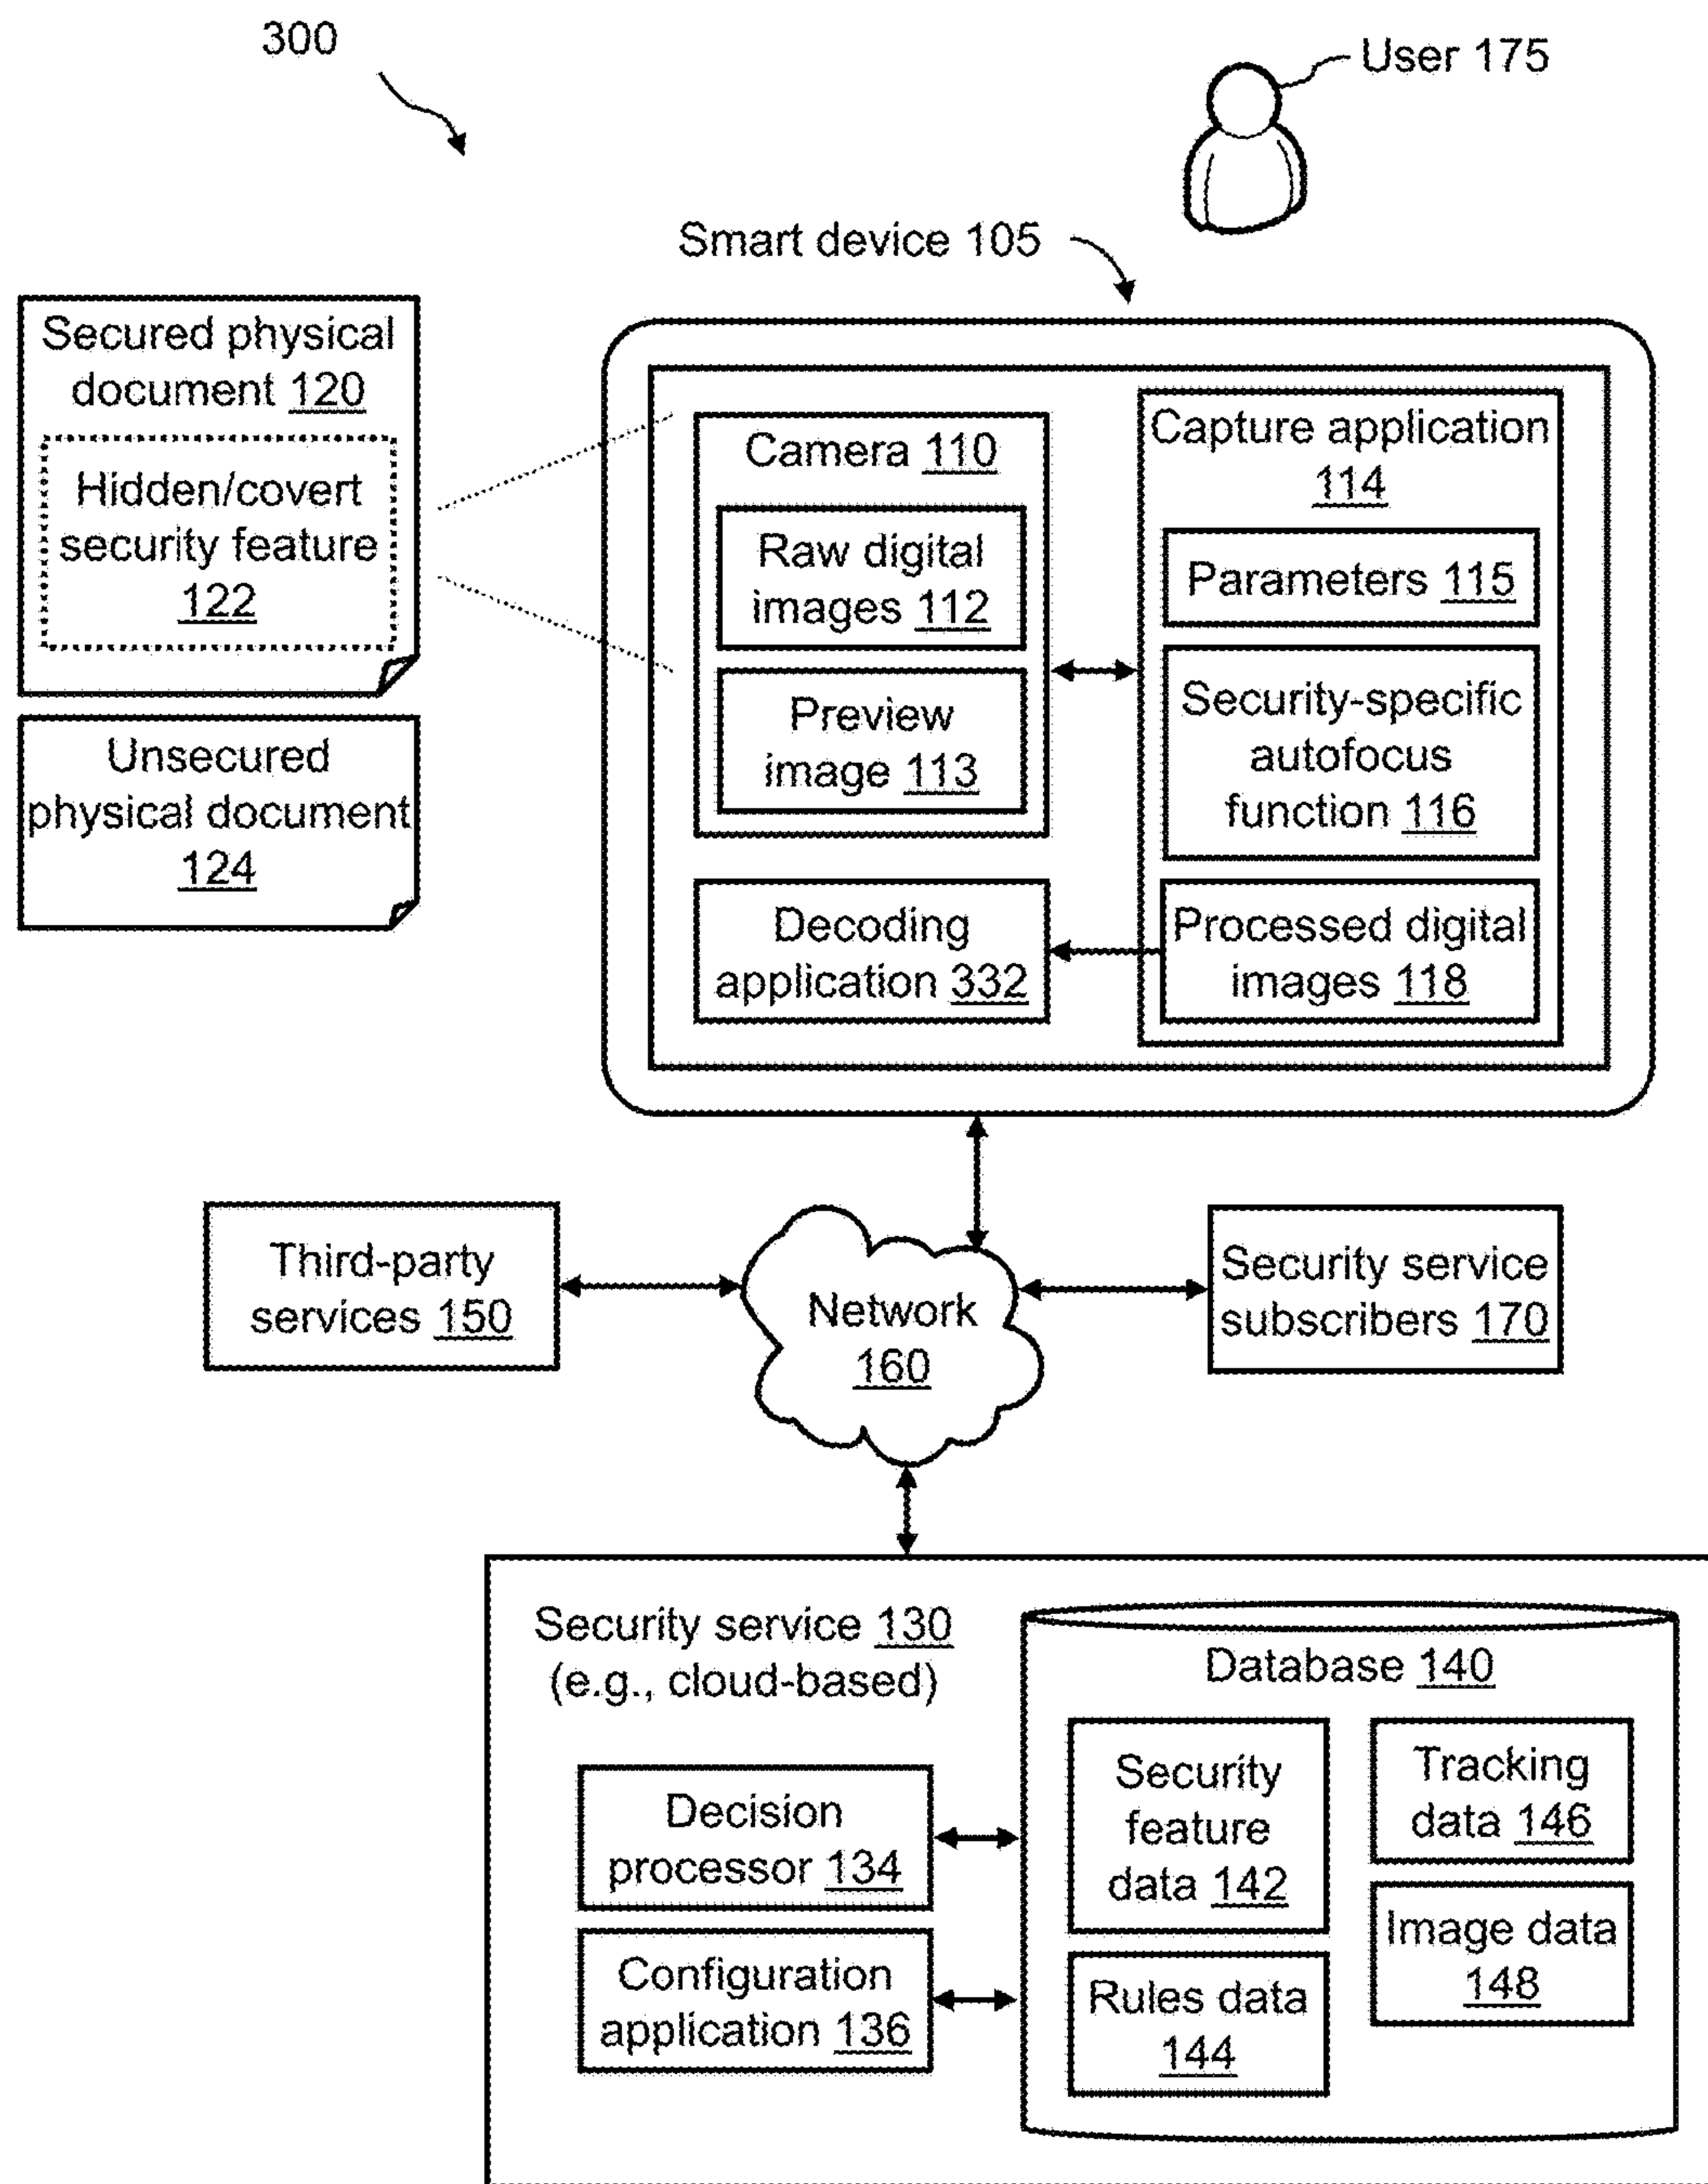 300
User 175
Smart device 105
Secured physical
document 120
Hidden/covert
security feature
122
Unsecured
physical document
124
Camera 110
Raw digital
images 112
Preview
image 113
Decoding
application 332
Capture application
114
Parameters 115
Security-specific
autofocus
function 116
Processed digital
images 118
Third-party
services 150
Network
160
Security service
subscribers 170
Security service 130
(e.g., cloud-based)
Decision
processor 134
Configuration
application 136
Database 140
Security
feature
data 142
Rules data
144
Tracking
data 146
Image data
148